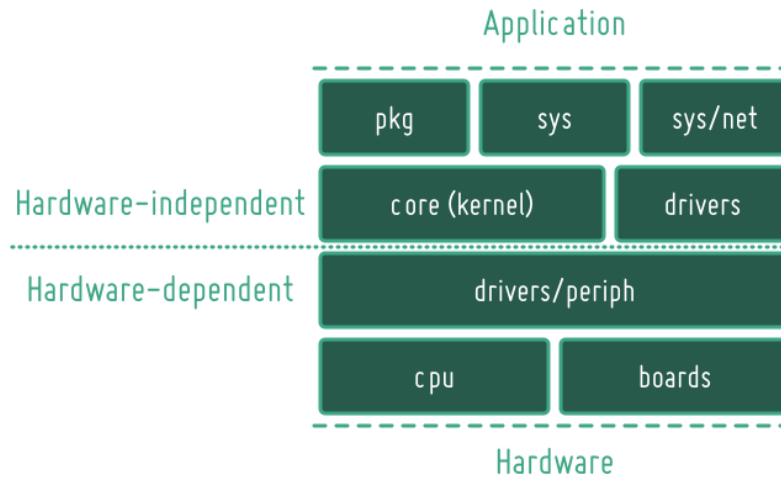 Application
pkg sys sys/net
Hardware-independent core (kernel) drivers
Hardware-dependent drivers/periph
cpu boards
Hardware